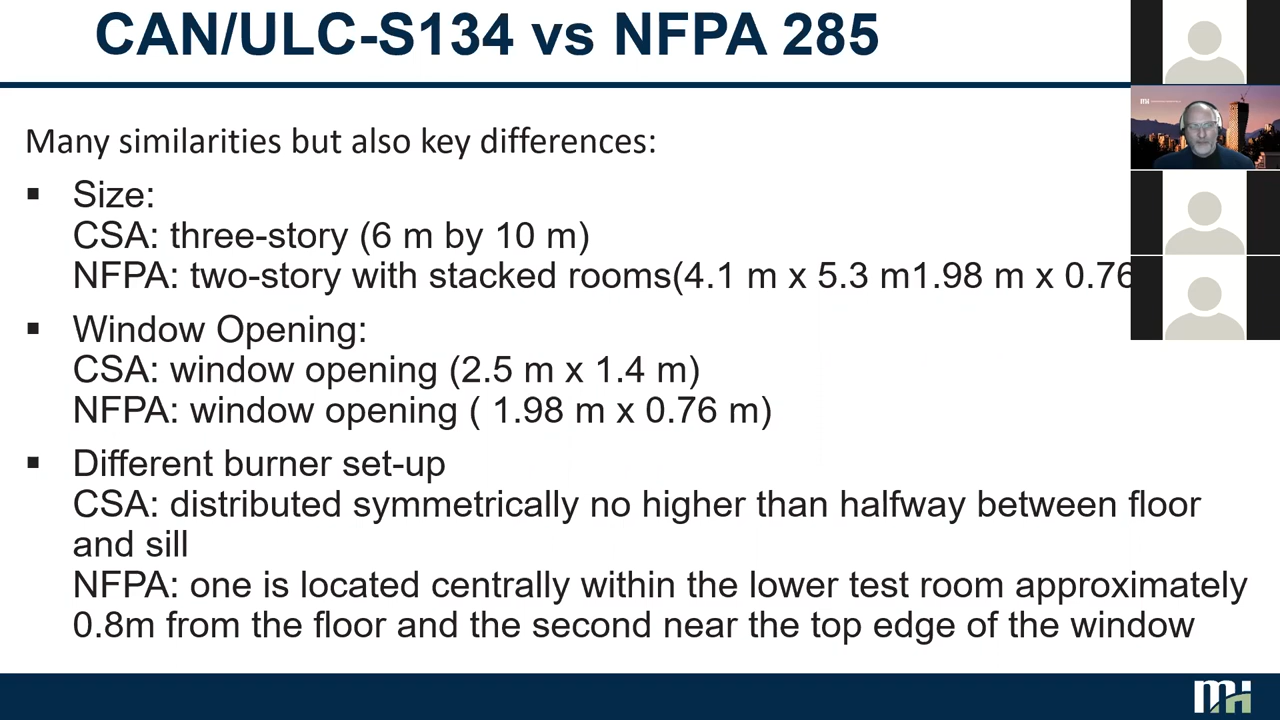 CAN/ULC-S134 vs NFPA 285
Many similarities but also key differences:
▪ Size:
CSA: three-story (6 m by 10 m)
NFPA: two-story with stacked rooms(4.1 m x 5.3 m1.98 m x 0.76
▪ Window Opening:
CSA: window opening (2.5 m x 1.4 m)
NFPA: window opening ( 1.98 m x 0.76 m)
▪ Different burner set-up
CSA: distributed symmetrically no higher than halfway between floor
and sill
NFPA: one is located centrally within the lower test room approximately
0.8m from the floor and the second near the top edge of the window